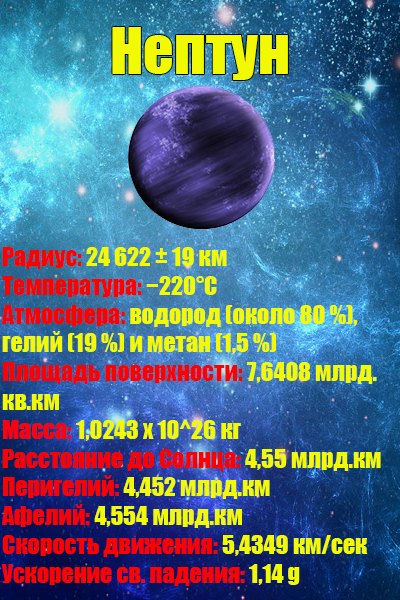 Нептун
Радиус: 24 622 ± 19 км
Температура: −220°C
Атмосфера: водород (около 80 %),
гелий (19 %) и метан (1,5 %)
Площадь поверхности: 7,6408 млрд.
кв.км
Масса: 1,0243 x 10^26 кг
Расстояние до Солнца: 4,55 млрд.км
Перигелий: 4,452 млрд.км
Афелий: 4,554 млрд.км
Скорость движения: 5,4349 км/сек
Ускорение св. падения: 1,14 g